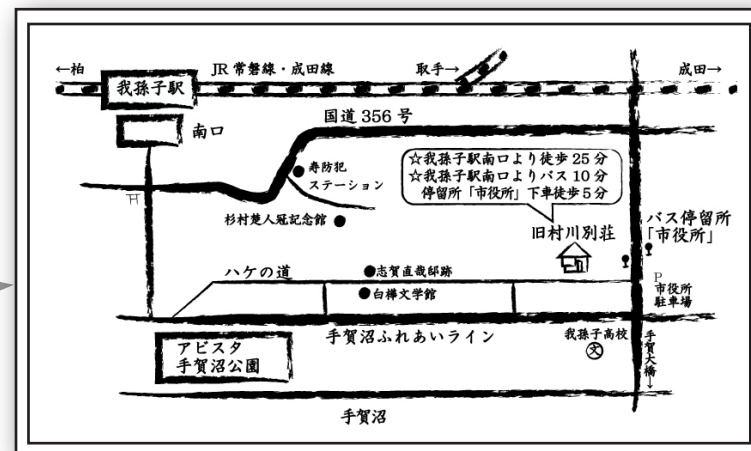 ←柏
JR 常磐線・成田線
取手→
成田→
我孫子駅
南口
国道 356 号
寿防犯
ステーション
☆我孫子駅南口より徒歩 25 分
☆我孫子駅南口よりバス 10 分
停留所「市役所」下車徒歩 5 分
杉村楚人冠記念館
旧村川別荘
バス停留所
「市役所」
ハケの道
志賀直哉邸跡
白樺文学館
P
市役所
駐車場
手賀沼ふれあいライン
我孫子高校
文
手賀大橋→
アビスタ
手賀沼公園
手賀沼